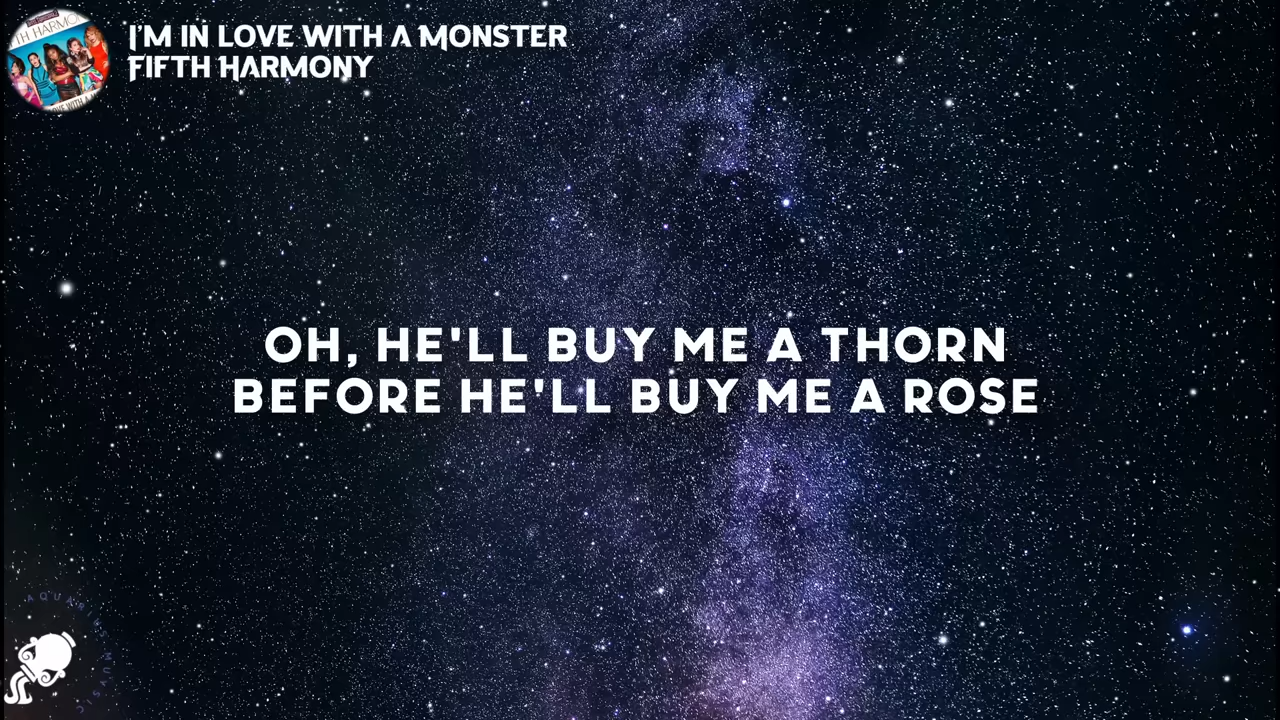 I'M IN LOVE WITH A MONSTER
FIFTH HARMONY
OH, HE'LL BUY ME A THORN
BEFORE HE'LL BUY ME A ROSE